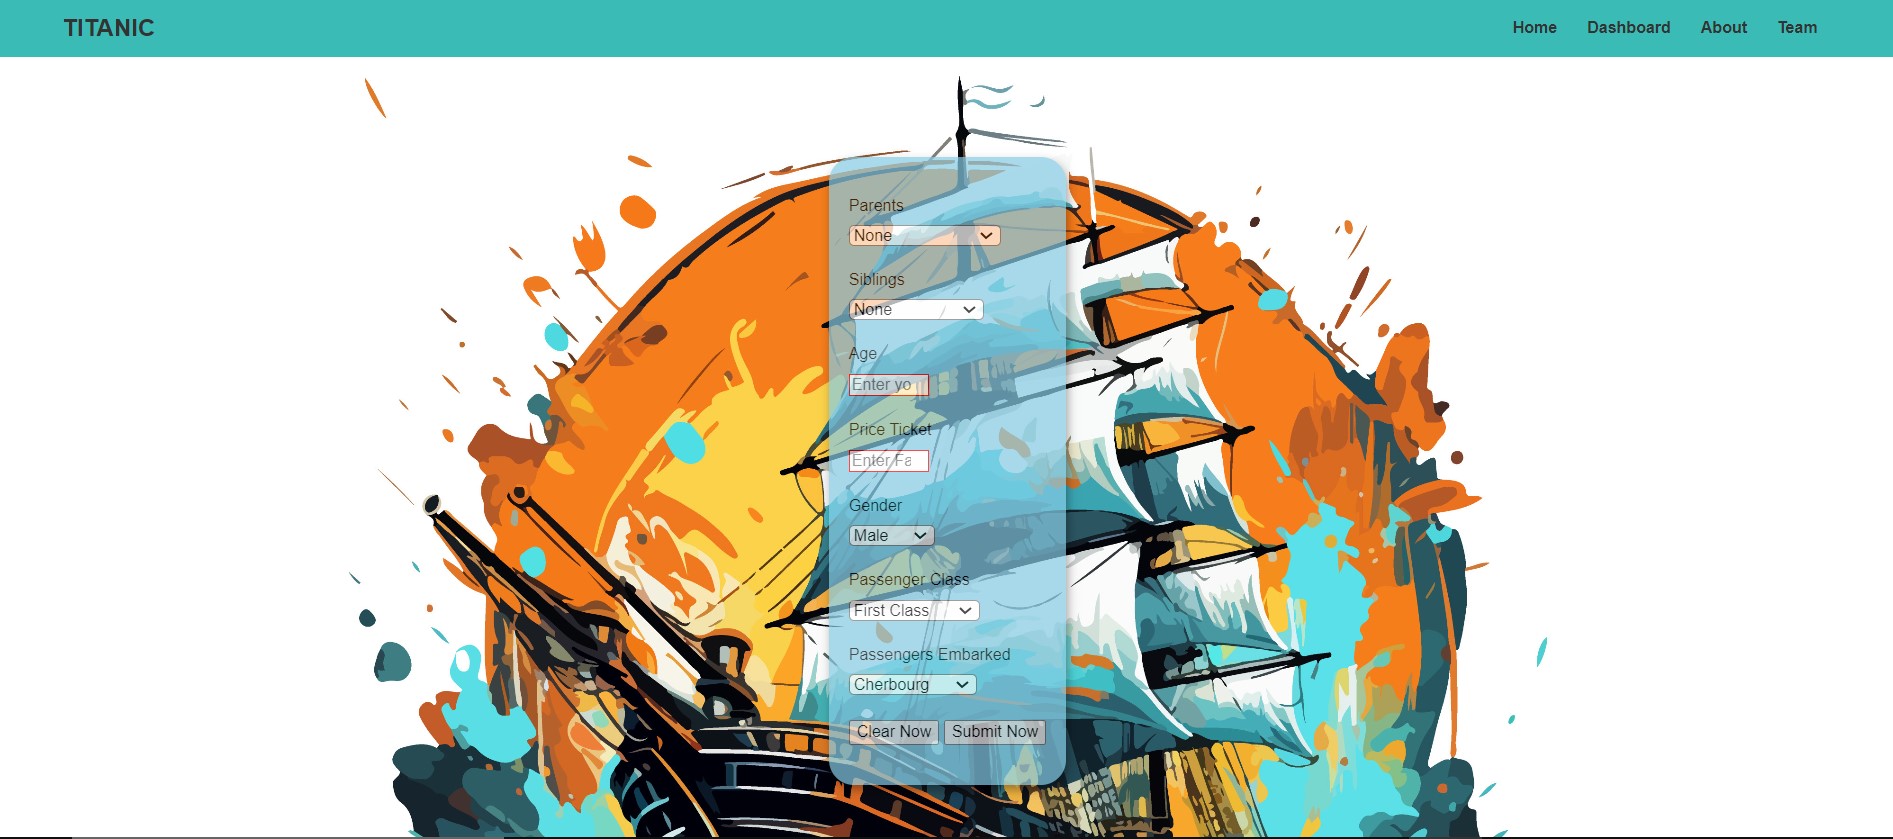 TITANIC
Home Dashboard About Team
Parents
None
Siblings
None
Age
Enter yo
Price Ticket
Enter Fa
Gender
Male
Passenger Class
First Class
Passengers Embarked
Cherbourg
Clear Now Submit Now